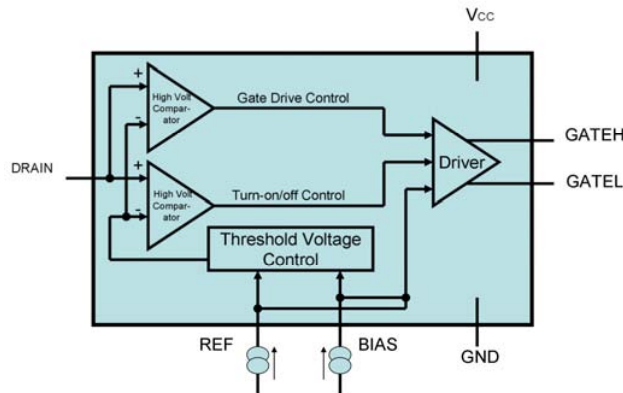 Vcc
+
High Volt
Compar-
ator
-
Gate Drive Control
GATEH
DRAIN
+
High Volt
Compar-
ator
-
Turn-on/off Control
Driver
GATEL
Threshold Voltage
Control
REF
BIAS
GND